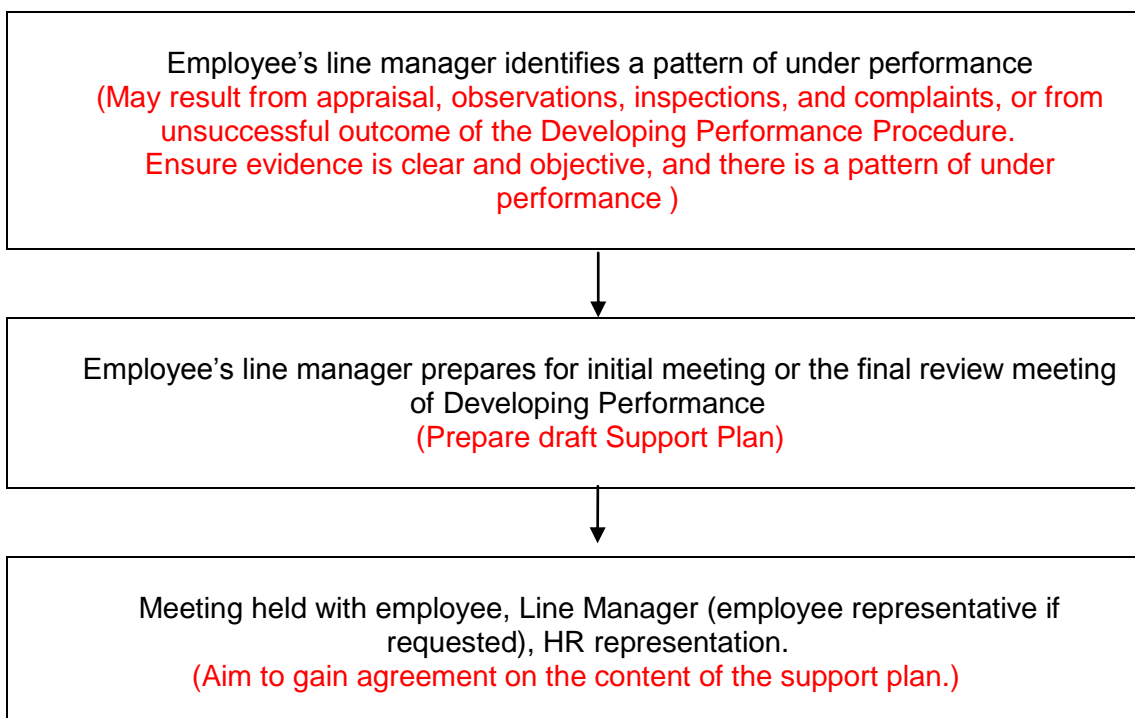 Employee’s line manager identifies a pattern of under performance
(May result from appraisal, observations, inspections, and complaints, or from
unsuccessful outcome of the Developing Performance Procedure.
Ensure evidence is clear and objective, and there is a pattern of under
performance )
Employee’s line manager prepares for initial meeting or the final review meeting
of Developing Performance
(Prepare draft Support Plan)
Meeting held with employee, Line Manager (employee representative if
requested), HR representation.
(Aim to gain agreement on the content of the support plan.)